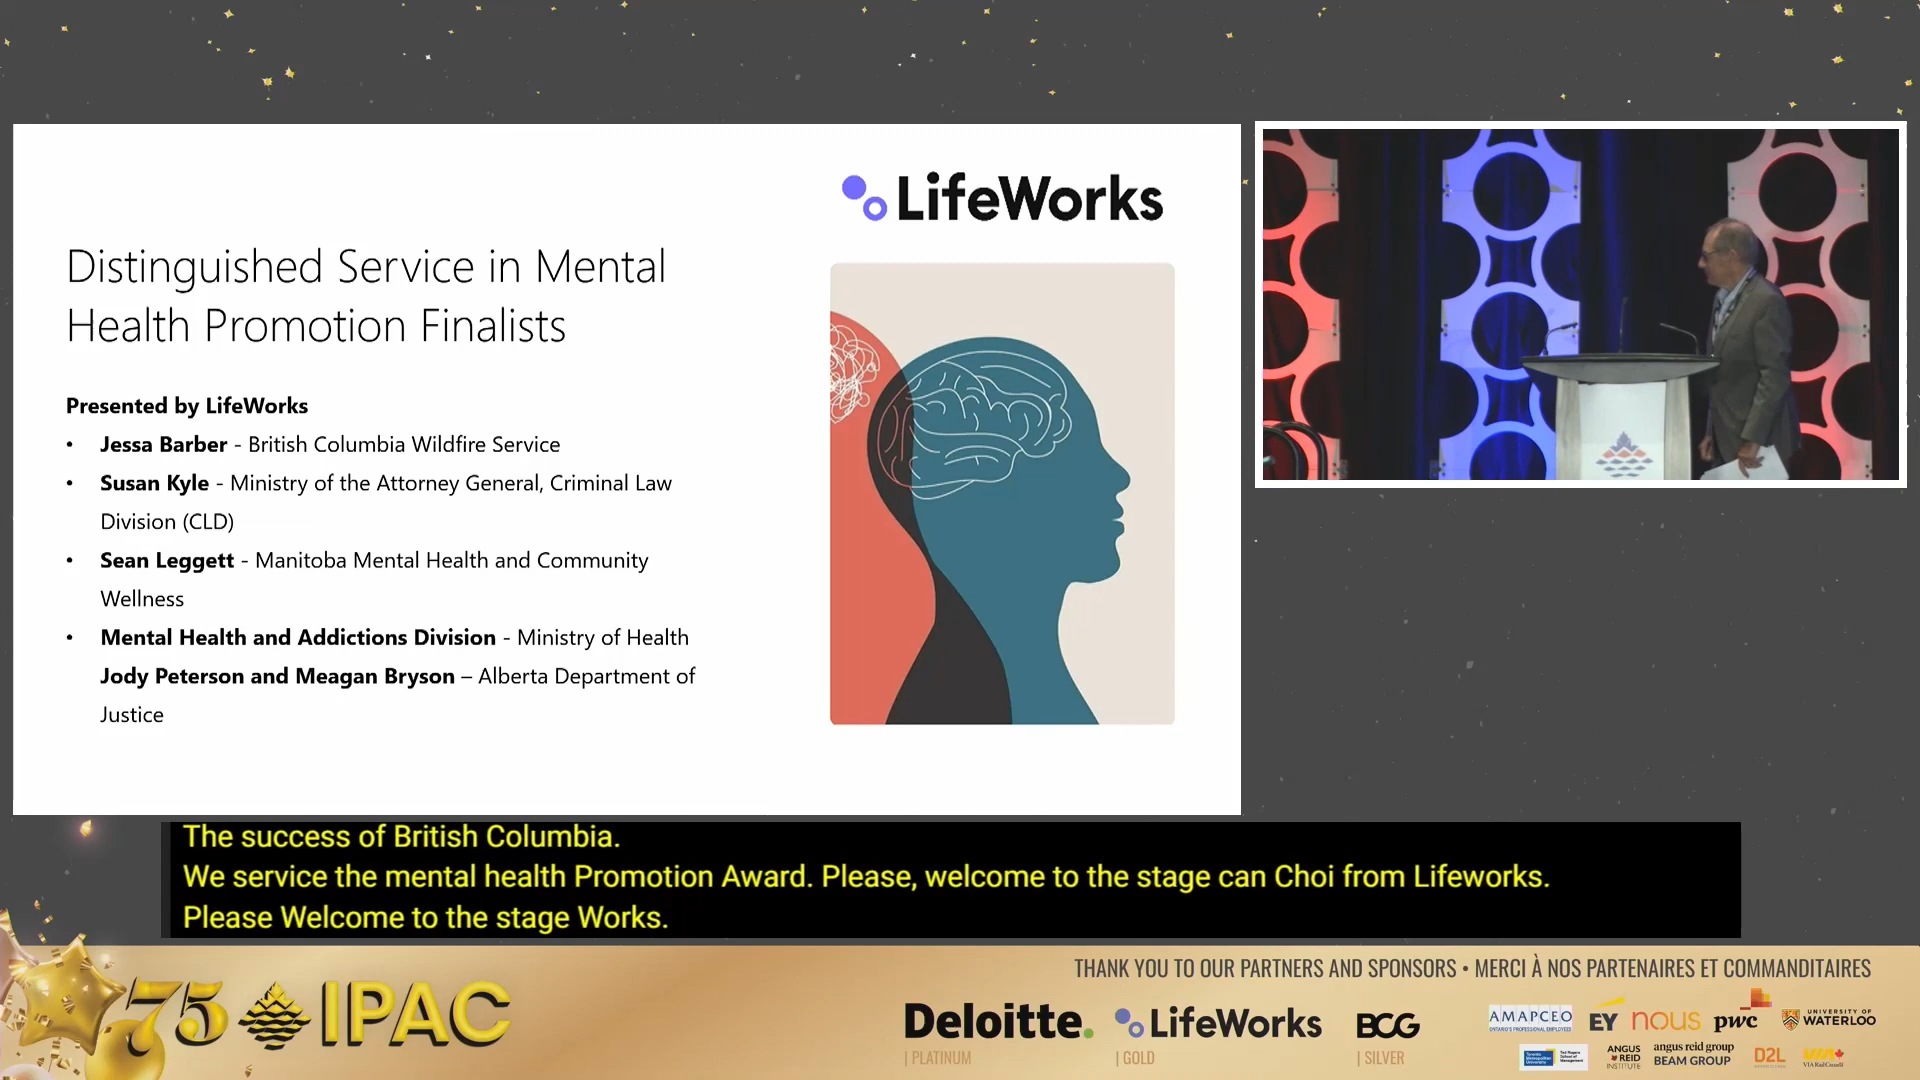 LifeWorks
Distinguished Service in Mental
Health Promotion Finalists
Presented by LifeWorks
• Jessa Barber - British Columbia Wildfire Service
• Susan Kyle - Ministry of the Attorney General, Criminal Law
Division (CLD)
• Sean Leggett - Manitoba Mental Health and Community
Wellness
• Mental Health and Addictions Division - Ministry of Health
Jody Peterson and Meagan Bryson – Alberta Department of
Justice
The success of British Columbia.
We service the mental health Promotion Award. Please, welcome to the stage can Choi from Lifeworks.
Please Welcome to the stage Works.
75 IPAC
THANK YOU TO OUR PARTNERS AND SPONSORS • MERCI À NOS PARTENAIRES ET COMMANDITAIRES
Deloitte.
| PLATINUM
LifeWorks
| GOLD
BCG
| SILVER
AMAPCEO
ONTARIO'S PROFESSIONAL EMPLOYEES
EY
nous
pwc
UNIVERSITY OF
WATERLOO
ANGUS
REID
INSTITUTE
angus reid group
BEAM GROUP
D2L
VIA Rail Canada